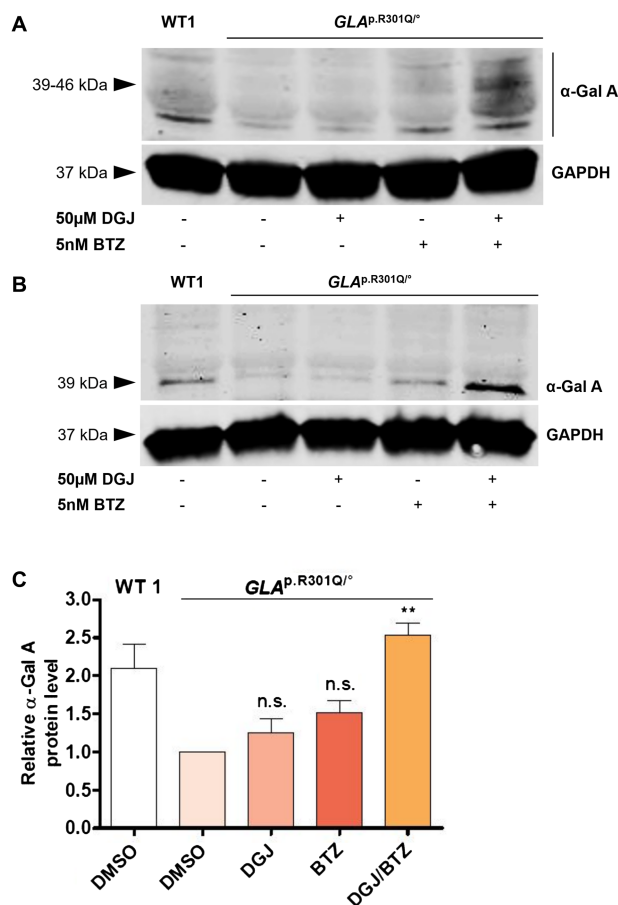 A
WT1 GLAp.R301Q/°
39-46 kDa
α-Gal A
37 kDa
GAPDH
50µM DGJ - - + - +
5nM BTZ - - - + +
B
WT1 GLAp.R301Q/°
39 kDa
α-Gal A
37 kDa
GAPDH
50µM DGJ - - + - +
5nM BTZ - - - + +
C
WT 1 GLAp.R301Q/°
Relative α-Gal A
protein level
3.0
2.5
2.0
1.5
1.0
0.5
0.0
n.s.
n.s.
**
DMSO
DMSO
DGJ
BTZ
DGJ/BTZ